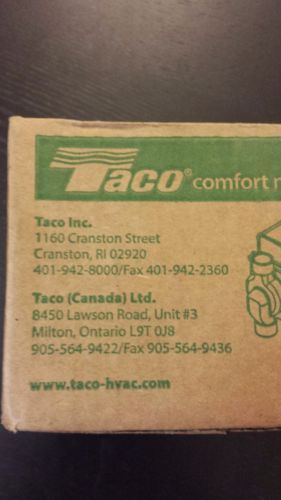 Taco® comfort
Taco Inc.
1160 Cranston Street
Cranston, RI 02920
401-942-8000/Fax 401-942-2360
Taco (Canada) Ltd.
8450 Lawson Road, Unit #3
Milton, Ontario L9T 0J8
905-564-9422/Fax 905-564-9436
www.taco-hvac.com